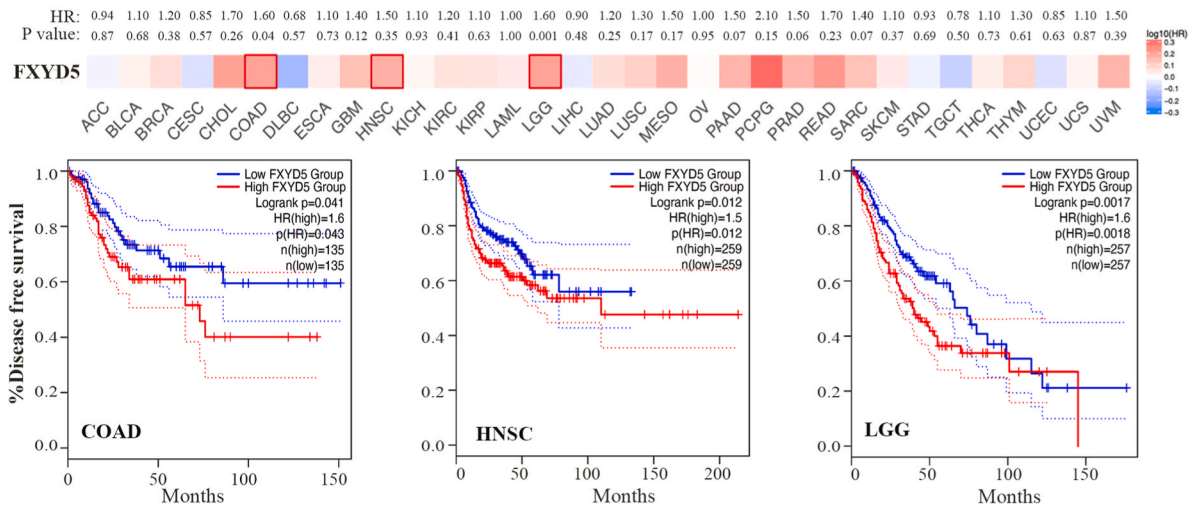 HR: 0.94 1.10 1.20 0.85 1.70 1.60 0.68 1.10 1.40 1.50 1.10 1.20 1.10 1.00 1.60 0.90 1.20 1.30 1.50 1.00 1.50 2.10 1.50 1.70 1.40 1.10 0.93 0.78 1.10 1.30 0.85 1.10 1.50
P value: 0.87 0.68 0.38 0.57 0.26 0.04 0.57 0.73 0.12 0.35 0.93 0.41 0.63 1.00 0.001 0.48 0.25 0.17 0.17 0.95 0.07 0.15 0.06 0.23 0.07 0.37 0.69 0.50 0.73 0.61 0.63 0.87 0.39
log10(HR)
0.3
0.2
0.1
0.0
-0.1
-0.2
-0.3
FXYD5
ACC BLCA BRCA CESC CHOL COAD DLBC ESCA GBM HNSC KICH KIRC KIRP LAML LGG LIHC LUAD LUSC MESO OV PAAD PCPG PRAD READ SARC SKCM STAD TGCT THCA THYM UCEC UCS UVM
%Disease free survival
1.0
0.8
0.6
0.4
0.2
0.0
Low FXYD5 Group
High FXYD5 Group
Logrank p=0.041
HR(high)=1.6
p(HR)=0.043
n(high)=135
n(low)=135
COAD
0 50 100 150
Months
1.0
0.8
0.6
0.4
0.2
0.0
Low FXYD5 Group
High FXYD5 Group
Logrank p=0.012
HR(high)=1.5
p(HR)=0.012
n(high)=259
n(low)=259
HNSC
0 50 100 150 200
Months
1.0
0.8
0.6
0.4
0.2
0.0
Low FXYD5 Group
High FXYD5 Group
Logrank p=0.0017
HR(high)=1.6
p(HR)=0.0018
n(high)=257
n(low)=257
LGG
0 50 100 150
Months